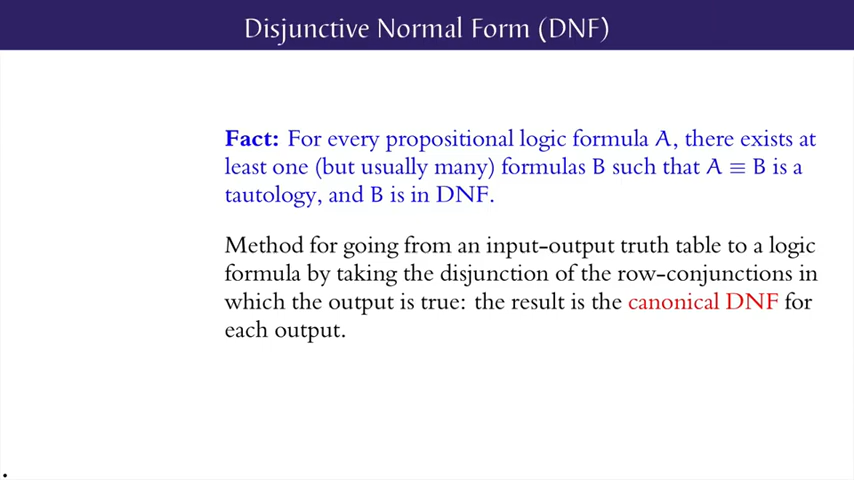 Disjunctive Normal Form (DNF)
Fact: For every propositional logic formula A, there exists at
least one (but usually many) formulas B such that A ≡ B is a
tautology, and B is in DNF.
Method for going from an input-output truth table to a logic
formula by taking the disjunction of the row-conjunctions in
which the output is true: the result is the canonical DNF for
each output.